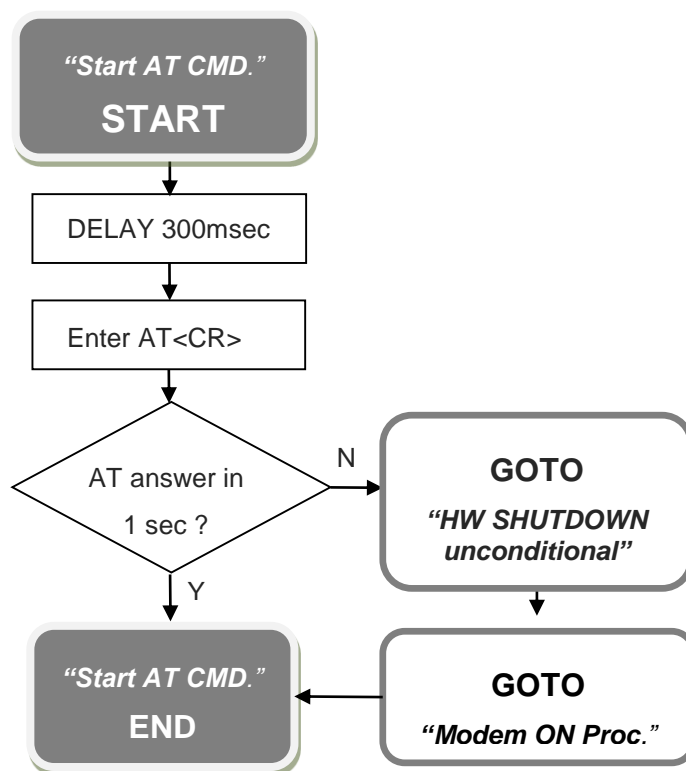 “Start AT CMD.”
START
DELAY 300msec
Enter AT<CR>
AT answer in
1 sec ?
N
Y
GOTO
“HW SHUTDOWN
unconditional”
GOTO
“Modem ON Proc.”
“Start AT CMD.”
END